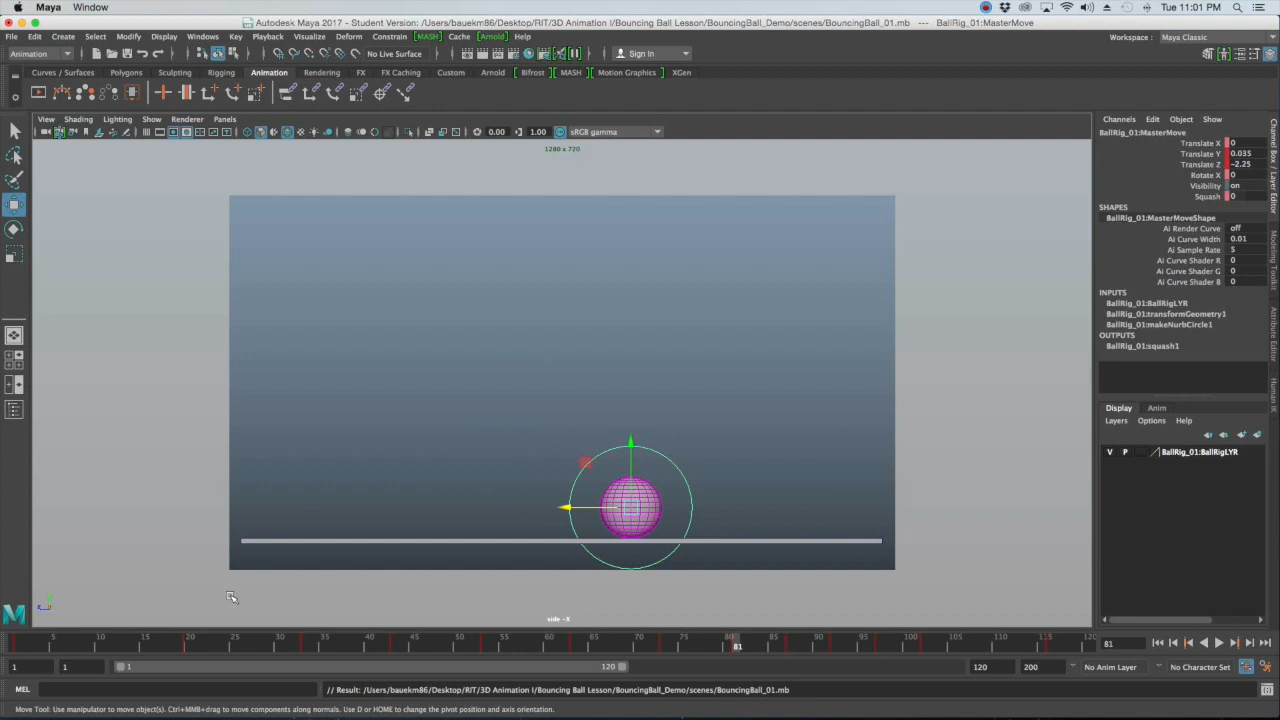 Maya Window Tue 11:01 PM
Autodesk Maya 2017 - Student Version: /Users/bauekm86/Desktop/RIT/3D Animation I/Bouncing Ball Lesson/BouncingBall_Demo/scenes/BouncingBall_01.mb --- BallRig_01:MasterMove
File Edit Create Select Modify Display Windows Key Playback Visualize Deform Constrain MASH Cache Arnold Help Workspace : Maya Classic
Animation No Live Surface Sign In
Curves / Surfaces Polygons Sculpting Rigging Animation Rendering FX FX Caching Custom Arnold Bifrost MASH Motion Graphics XGen
View Shading Lighting Show Renderer Panels
0.00 1.00 sRGB gamma
1280 x 720
side -X
Channels Edit Object Show
BallRig_01:MasterMove
Translate X 0
Translate Y 0.035
Translate Z -2.25
Rotate X 0
Visibility on
Squash 0
SHAPES
BallRig_01:MasterMoveShape
Ai Render Curve off
Ai Curve Width 0.01
Ai Sample Rate 5
Ai Curve Shader R 0
Ai Curve Shader G 0
Ai Curve Shader B 0
INPUTS
BallRig_01:BallRigLYR
BallRig_01:transformGeometry1
BallRig_01:makeNurbCircle1
OUTPUTS
BallRig_01:squash1
Display Anim
Layers Options Help
V P BallRig_01:BallRigLYR
Channel Box / Layer Editor
Modeling Toolkit
Attribute Editor
Human IK
5 10 15 20 25 30 35 40 45 50 55 60 65 70 75 80 85 90 95 100 105 110 115 120
81 81
1 1 1 120 120 200 No Anim Layer No Character Set
MEL // Result: /Users/bauekm86/Desktop/RIT/3D Animation I/Bouncing Ball Lesson/BouncingBall_Demo/scenes/BouncingBall_01.mb
Move Tool: Use manipulator to move object(s). Ctrl+MMB+drag to move components along normals. Use D or HOME to change the pivot position and axis orientation.